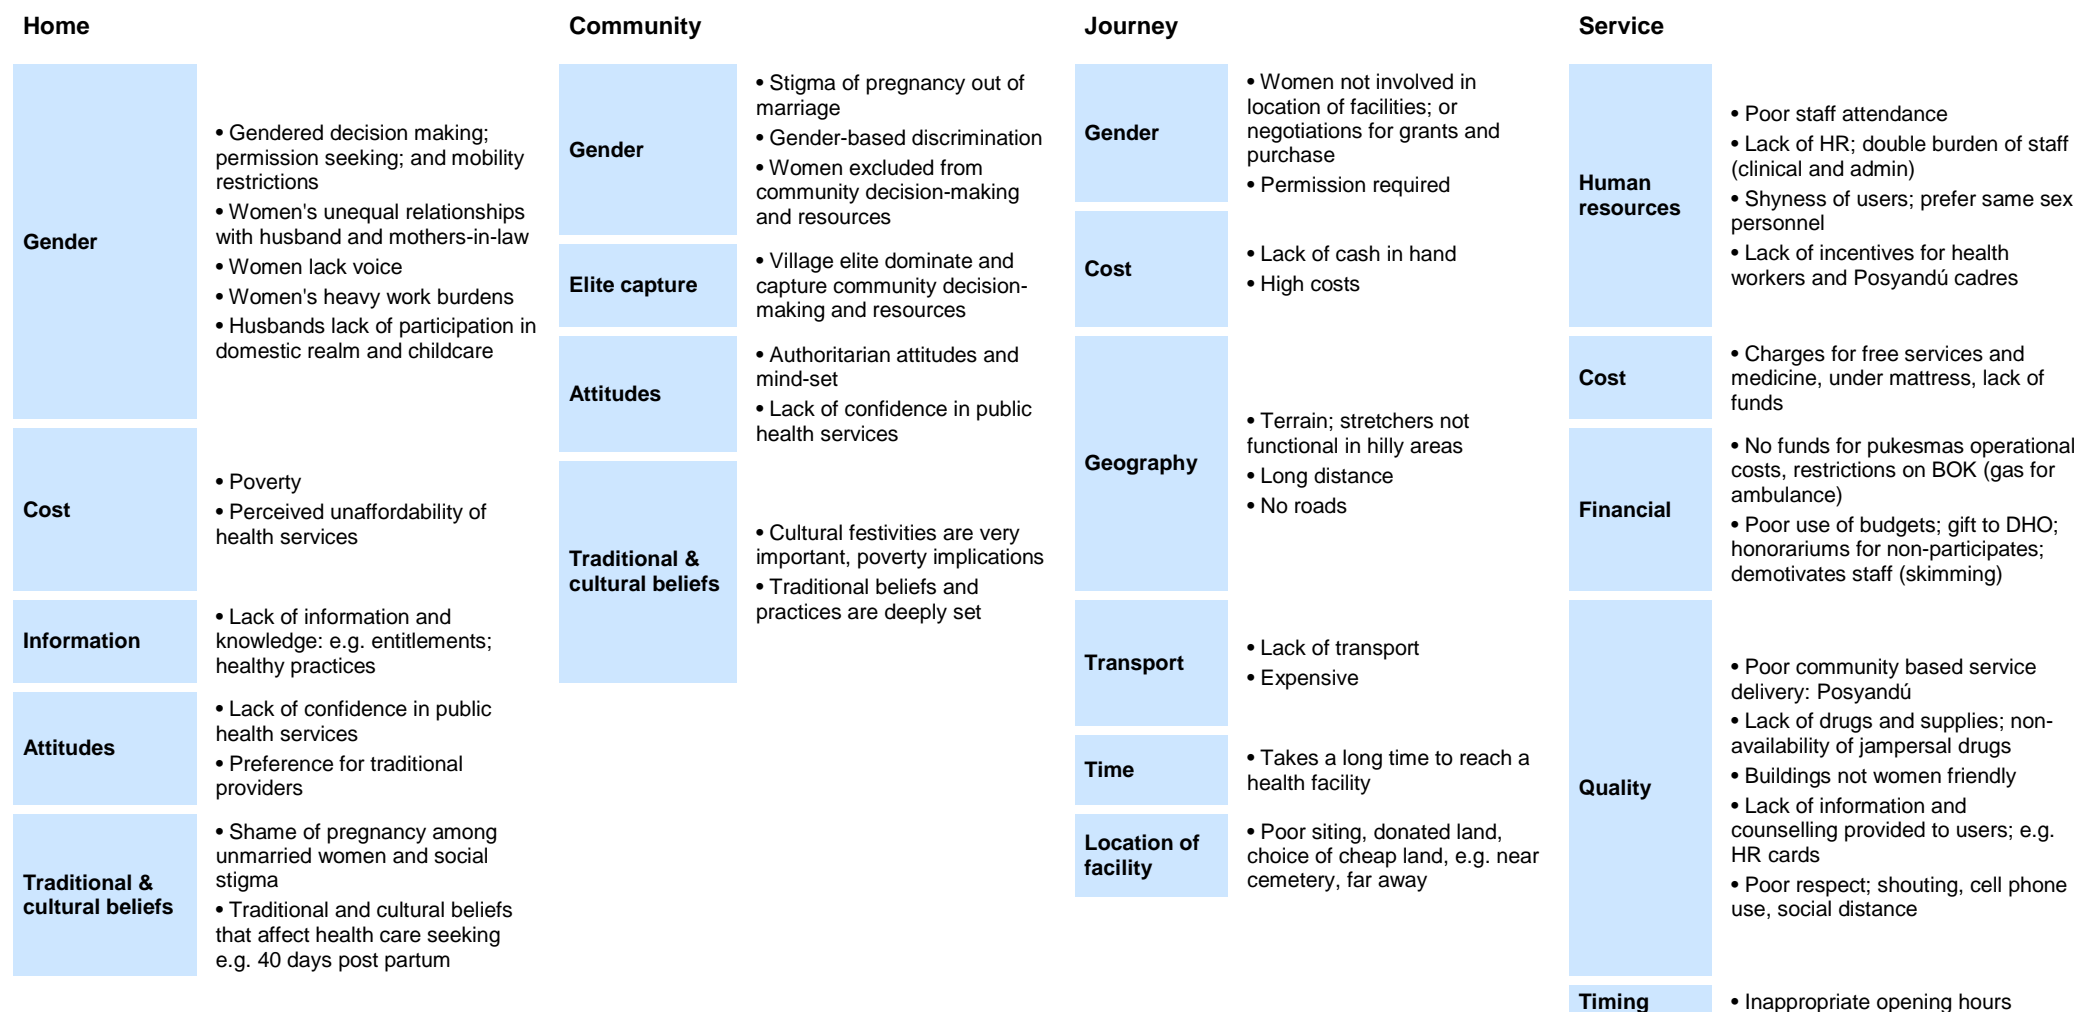 Home
Gender
• Gendered decision making;
permission seeking; and mobility
restrictions
• Women's unequal relationships
with husband and mothers-in-law
• Women lack voice
• Women's heavy work burdens
• Husbands lack of participation in
domestic realm and childcare
Cost
• Poverty
• Perceived unaffordability of
health services
Information
• Lack of information and
knowledge: e.g. entitlements;
healthy practices
Attitudes
• Lack of confidence in public
health services
• Preference for traditional
providers
Traditional &
cultural beliefs
• Shame of pregnancy among
unmarried women and social
stigma
• Traditional and cultural beliefs
that affect health care seeking
e.g. 40 days post partum
Community
Gender
• Stigma of pregnancy out of
marriage
• Gender-based discrimination
• Women excluded from
community decision-making
and resources
Elite capture
• Village elite dominate and
capture community decision-
making and resources
Attitudes
• Authoritarian attitudes and
mind-set
• Lack of confidence in public
health services
Traditional &
cultural beliefs
• Cultural festivities are very
important, poverty implications
• Traditional beliefs and
practices are deeply set
Journey
Gender
• Women not involved in
location of facilities; or
negotiations for grants and
purchase
• Permission required
Cost
• Lack of cash in hand
• High costs
Geography
• Terrain; stretchers not
functional in hilly areas
• Long distance
• No roads
Transport
• Lack of transport
• Expensive
Time
• Takes a long time to reach a
health facility
Location of
facility
• Poor siting, donated land,
choice of cheap land, e.g. near
cemetery, far away
Service
Human
resources
• Poor staff attendance
• Lack of HR; double burden of staff
(clinical and admin)
• Shyness of users; prefer same sex
personnel
• Lack of incentives for health
workers and Posyandú cadres
Cost
• Charges for free services and
medicine, under mattress, lack of
funds
Financial
• No funds for pukesmas operational
costs, restrictions on BOK (gas for
ambulance)
• Poor use of budgets; gift to DHO;
honorariums for non-participates;
demotivates staff (skimming)
Quality
• Poor community based service
delivery: Posyandú
• Lack of drugs and supplies; non-
availability of jampersal drugs
• Buildings not women friendly
• Lack of information and
counselling provided to users; e.g.
HR cards
• Poor respect; shouting, cell phone
use, social distance
Timing
• Inappropriate opening hours